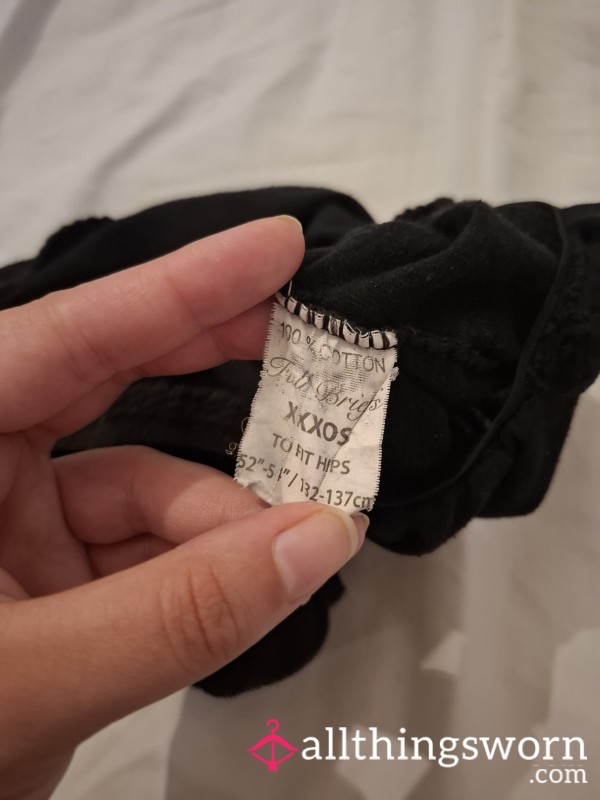 100% COTTON
Full Briefs
XXXOS
TO FIT HIPS
52"-54"/132-137cm
allthingsworn
.com